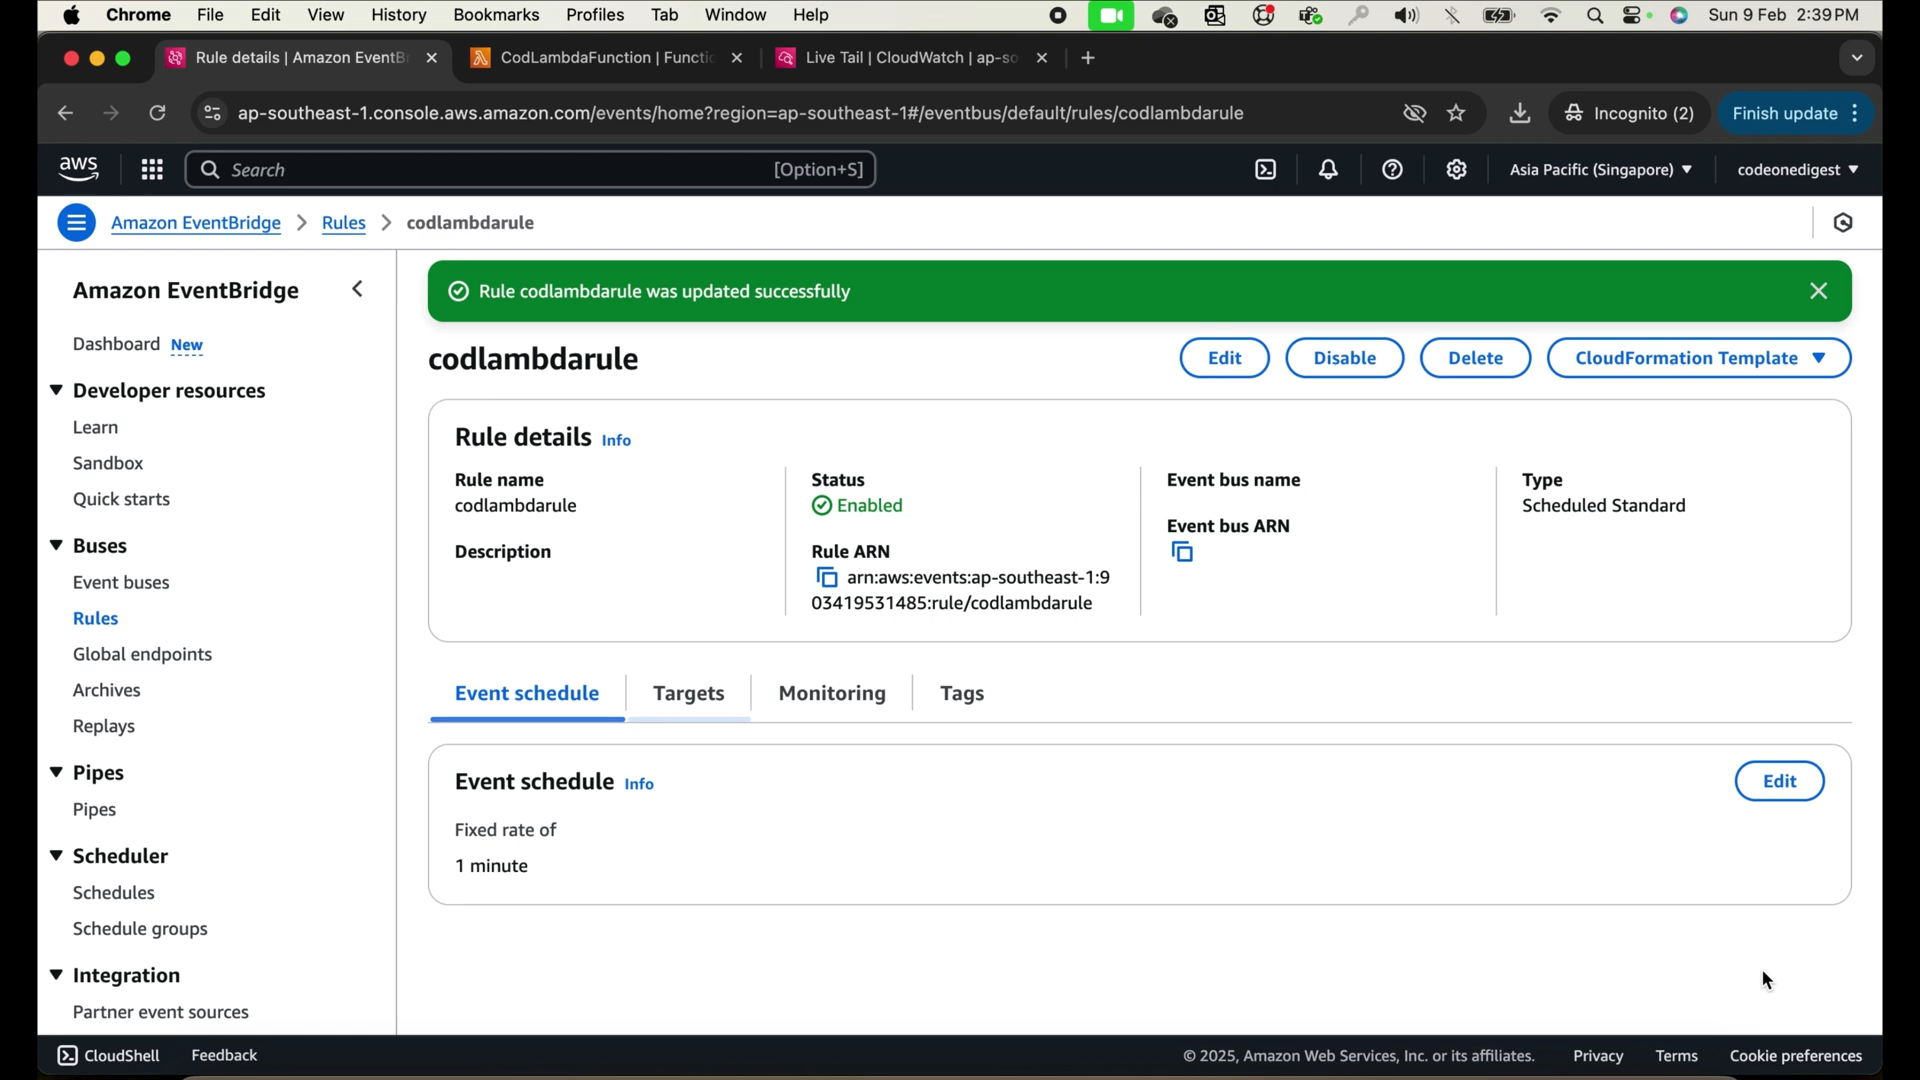 Chrome File Edit View History Bookmarks Profiles Tab Window Help Sun 9 Feb 2:39 PM
Rule details | Amazon EventB CodLambdaFunction | Functi Live Tail | CloudWatch | ap-so
ap-southeast-1.console.aws.amazon.com/events/home?region=ap-southeast-1#/eventbus/default/rules/codlambdarule Incognito (2) Finish update
aws Search [Option+S] Asia Pacific (Singapore) codeonedigest
Amazon EventBridge Rules codlambdarule
Amazon EventBridge
Dashboard New
Developer resources
Learn
Sandbox
Quick starts
Buses
Event buses
Rules
Global endpoints
Archives
Replays
Pipes
Pipes
Scheduler
Schedules
Schedule groups
Integration
Partner event sources
Rule codlambdarule was updated successfully
codlambdarule Edit Disable Delete CloudFormation Template
Rule details Info
Rule name
codlambdarule
Description
Status
Enabled
Rule ARN
arn:aws:events:ap-southeast-1:9
03419531485:rule/codlambdarule
Event bus name
Event bus ARN
Type
Scheduled Standard
Event schedule Targets Monitoring Tags
Event schedule Info Edit
Fixed rate of
1 minute
CloudShell Feedback © 2025, Amazon Web Services, Inc. or its affiliates. Privacy Terms Cookie preferences